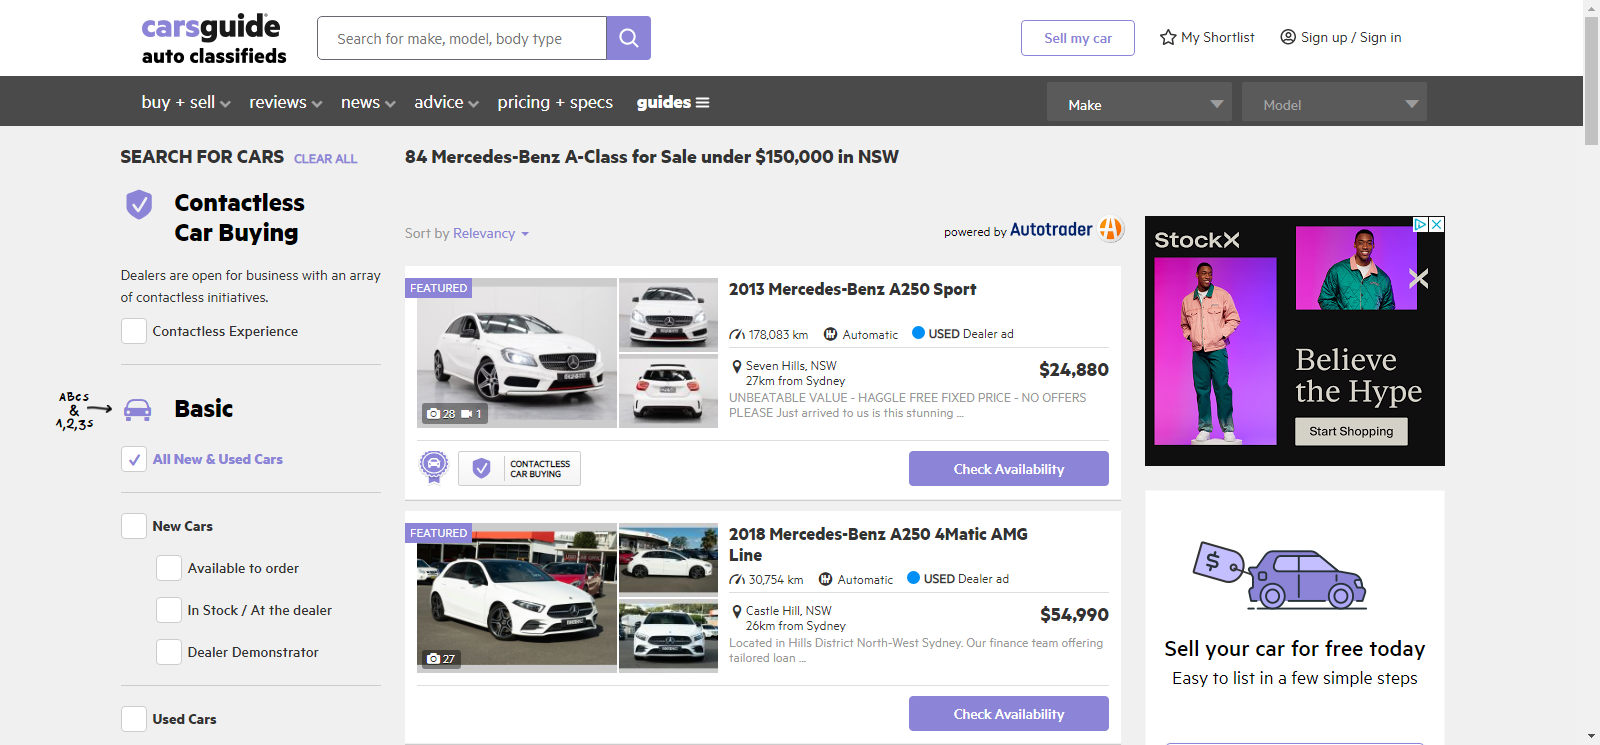 carsguide
auto classifieds
Search for make, model, body type
Sell my car
My Shortlist
Sign up / Sign in
buy + sell
reviews
news
advice
pricing + specs
guides
Make
Model
SEARCH FOR CARS CLEAR ALL
Contactless
Car Buying
Dealers are open for business with an array
of contactless initiatives.
Contactless Experience
ABCs
&
1,2,3s
Basic
All New & Used Cars
New Cars
Available to order
In Stock / At the dealer
Dealer Demonstrator
Used Cars
84 Mercedes-Benz A-Class for Sale under $150,000 in NSW
Sort by Relevancy
powered by Autotrader
FEATURED
28 1
2013 Mercedes-Benz A250 Sport
178,083 km Automatic USED Dealer ad
Seven Hills, NSW
27km from Sydney
$24,880
UNBEATABLE VALUE - HAGGLE FREE FIXED PRICE - NO OFFERS
PLEASE Just arrived to us is this stunning ...
CONTACTLESS
CAR BUYING
Check Availability
FEATURED
27
2018 Mercedes-Benz A250 4Matic AMG
Line
30,754 km Automatic USED Dealer ad
Castle Hill, NSW
26km from Sydney
$54,990
Located in Hills District North-West Sydney. Our finance team offering
tailored loan ...
Check Availability
StockX
Believe
the Hype
Start Shopping
$
Sell your car for free today
Easy to list in a few simple steps